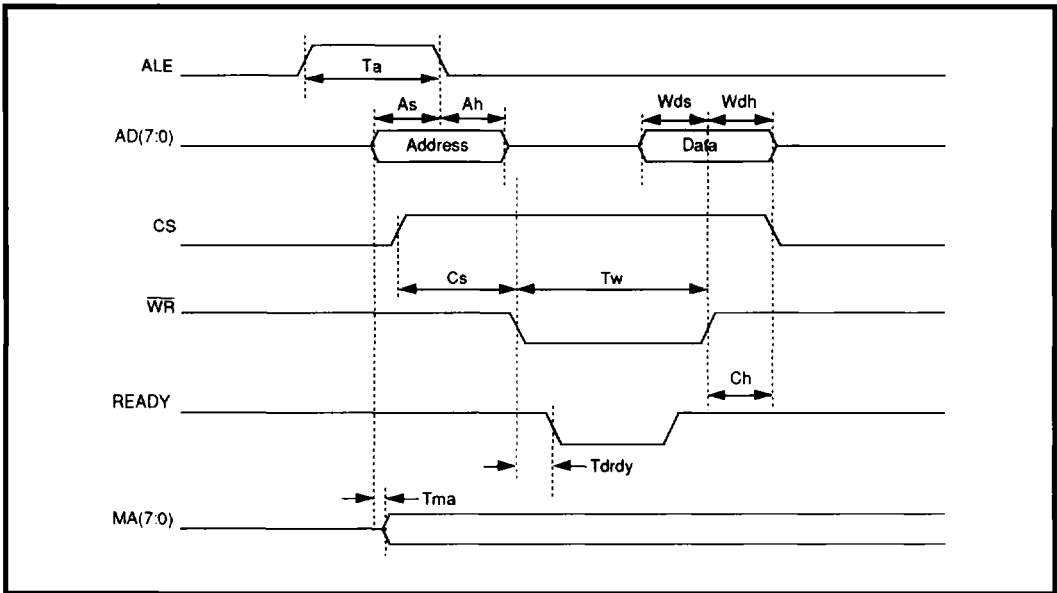 ALE
Ta
As
Ah
Wds
Wdh
AD(7:0)
Address
Data
CS
Cs
Tw
WR
Ch
READY
Tdrdy
Tma
MA(7:0)